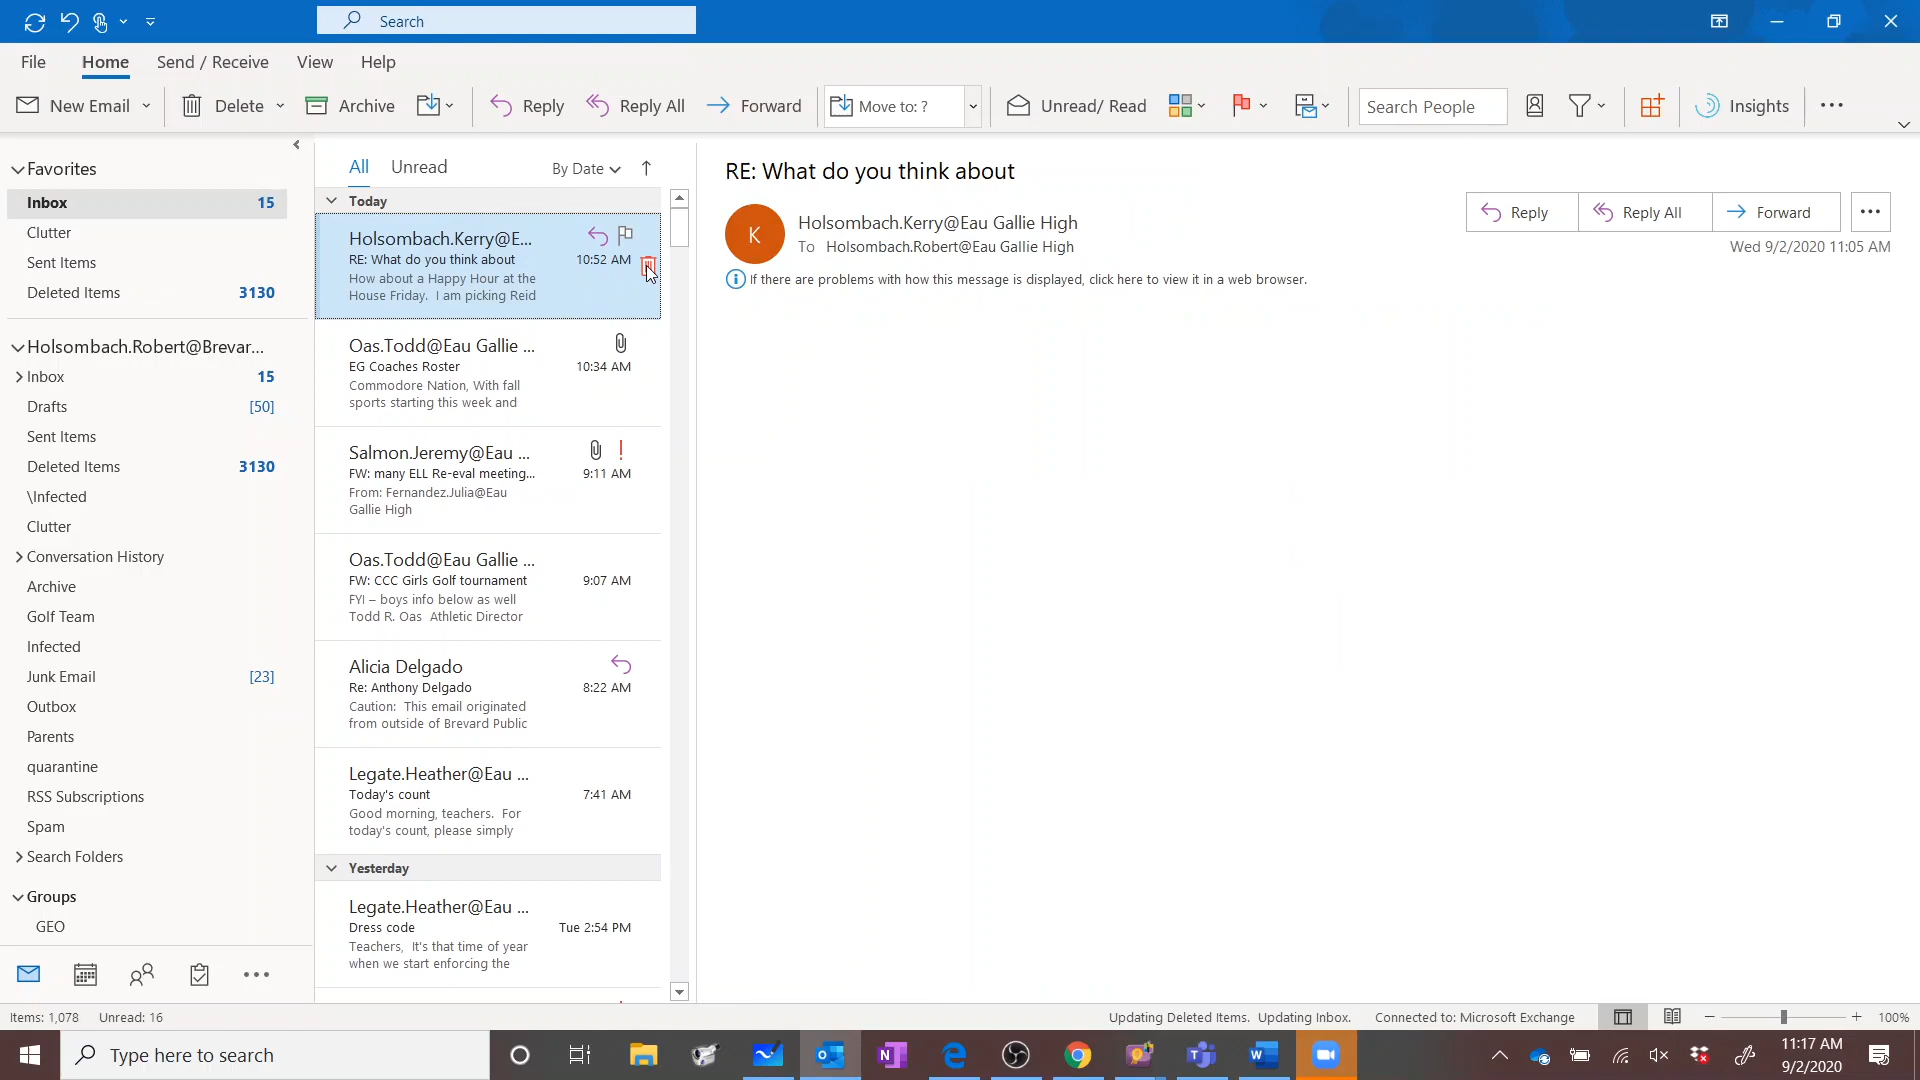 Search
File Home Send / Receive View Help
New Email Delete Archive Reply Reply All Forward Move to: ? Unread/ Read Search People Insights
Favorites
Inbox 15
Clutter
Sent Items
Deleted Items 3130
Holsombach.Robert@Brevar...
Inbox 15
Drafts [50]
Sent Items
Deleted Items 3130
\Infected
Clutter
Conversation History
Archive
Golf Team
Infected
Junk Email [23]
Outbox
Parents
quarantine
RSS Subscriptions
Spam
Search Folders
Groups
GEO
All Unread By Date
Today
Holsombach.Kerry@E...
RE: What do you think about 10:52 AM
How about a Happy Hour at the
House Friday. I am picking Reid
Oas.Todd@Eau Gallie ...
EG Coaches Roster 10:34 AM
Commodore Nation, With fall
sports starting this week and
Salmon.Jeremy@Eau ...
FW: many ELL Re-eval meeting... 9:11 AM
From: Fernandez.Julia@Eau
Gallie High
Oas.Todd@Eau Gallie ...
FW: CCC Girls Golf tournament 9:07 AM
FYI – boys info below as well
Todd R. Oas Athletic Director
Alicia Delgado
Re: Anthony Delgado 8:22 AM
Caution: This email originated
from outside of Brevard Public
Legate.Heather@Eau ...
Today's count 7:41 AM
Good morning, teachers. For
today's count, please simply
Yesterday
Legate.Heather@Eau ...
Dress code Tue 2:54 PM
Teachers, It's that time of year
when we start enforcing the
RE: What do you think about
K
Holsombach.Kerry@Eau Gallie High
To Holsombach.Robert@Eau Gallie High
Reply Reply All Forward
Wed 9/2/2020 11:05 AM
If there are problems with how this message is displayed, click here to view it in a web browser.
Items: 1,078 Unread: 16 Updating Deleted Items. Updating Inbox. Connected to: Microsoft Exchange 100%
Type here to search
11:17 AM
9/2/2020